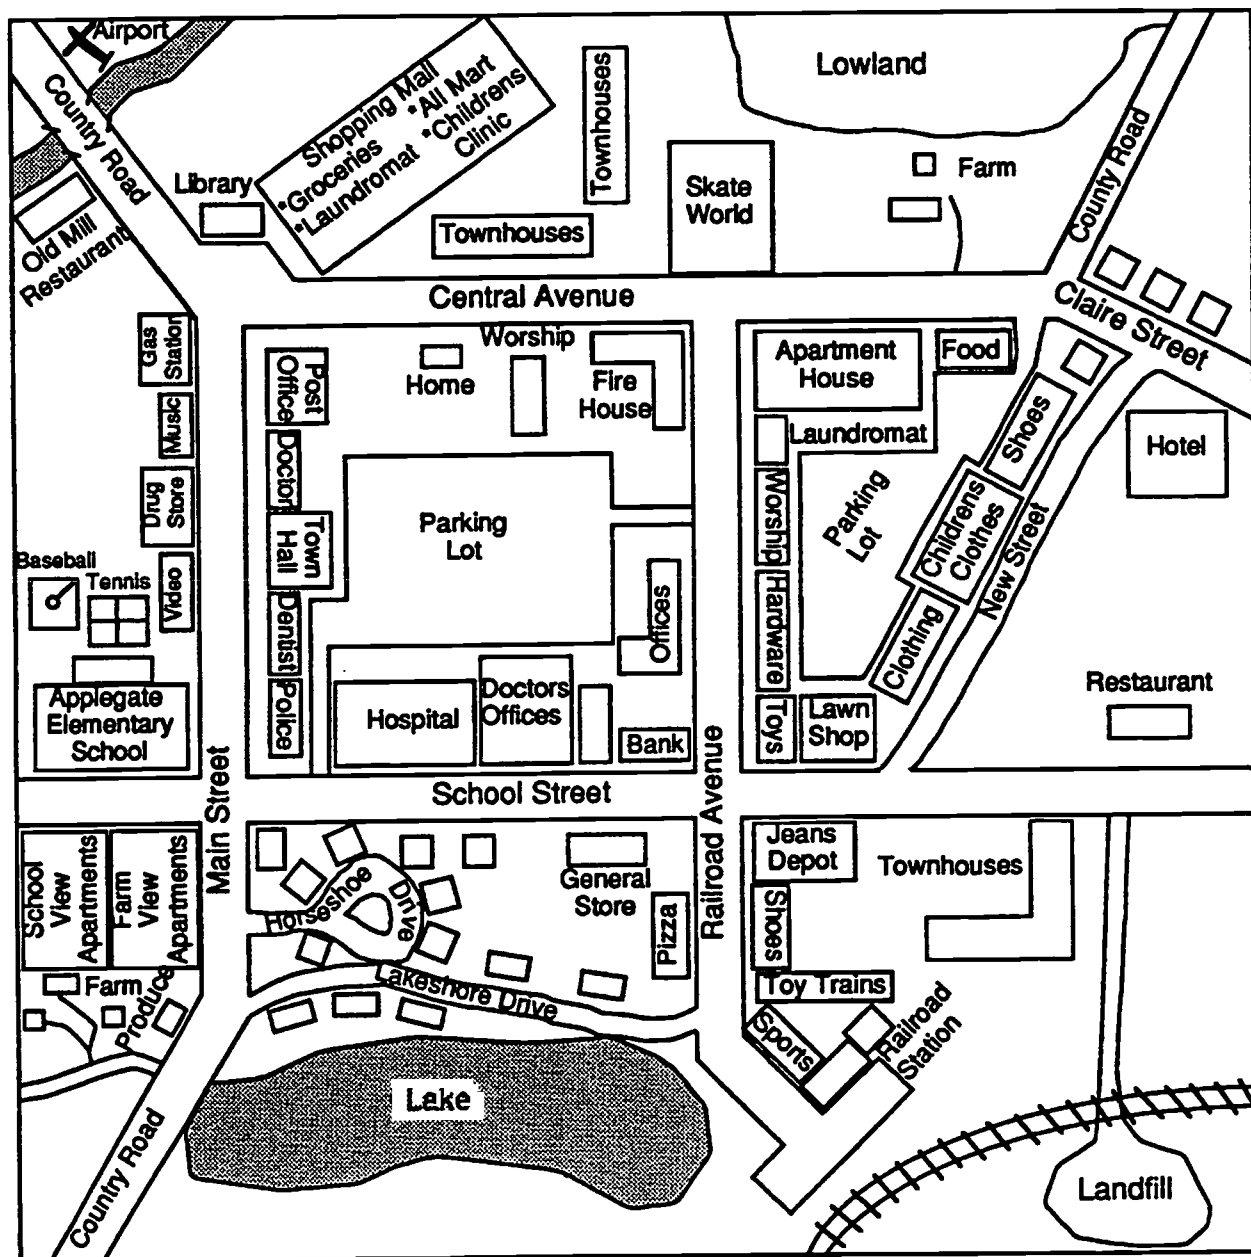 Airport
Country Road
Shopping Mall
*Groceries *All Mart
*Laundromat *Childrens
Clinic
Townhouses
Lowland
Library
Townhouses
Skate
World
Farm
County Road
Old Mill
Restaurant
Central Avenue
Claire Street
Gas
Station
Post
Office
Home
Worship
Fire
House
Apartment
House
Food
Music
Doctor
Laundromat
Shoes
Hotel
Drug
Store
Town
Hall
Parking
Lot
Worship
Parking
Lot
Childrens
Clothes
New Street
Baseball
Tennis
Video
Dentist
Offices
Hardware
Clothing
Applegate
Elementary
School
Police
Hospital
Doctors
Offices
Bank
Toys
Lawn
Shop
Restaurant
Main Street
School Street
Railroad Avenue
School
View
Apartments
Farm
View
Apartments
Horseshoe
Drive
General
Store
Pizza
Jeans
Depot
Shoes
Townhouses
Farm
Produce
Lakeshore Drive
Toy Trains
Sports
Railroad
Station
Lake
Country Road
Landfill